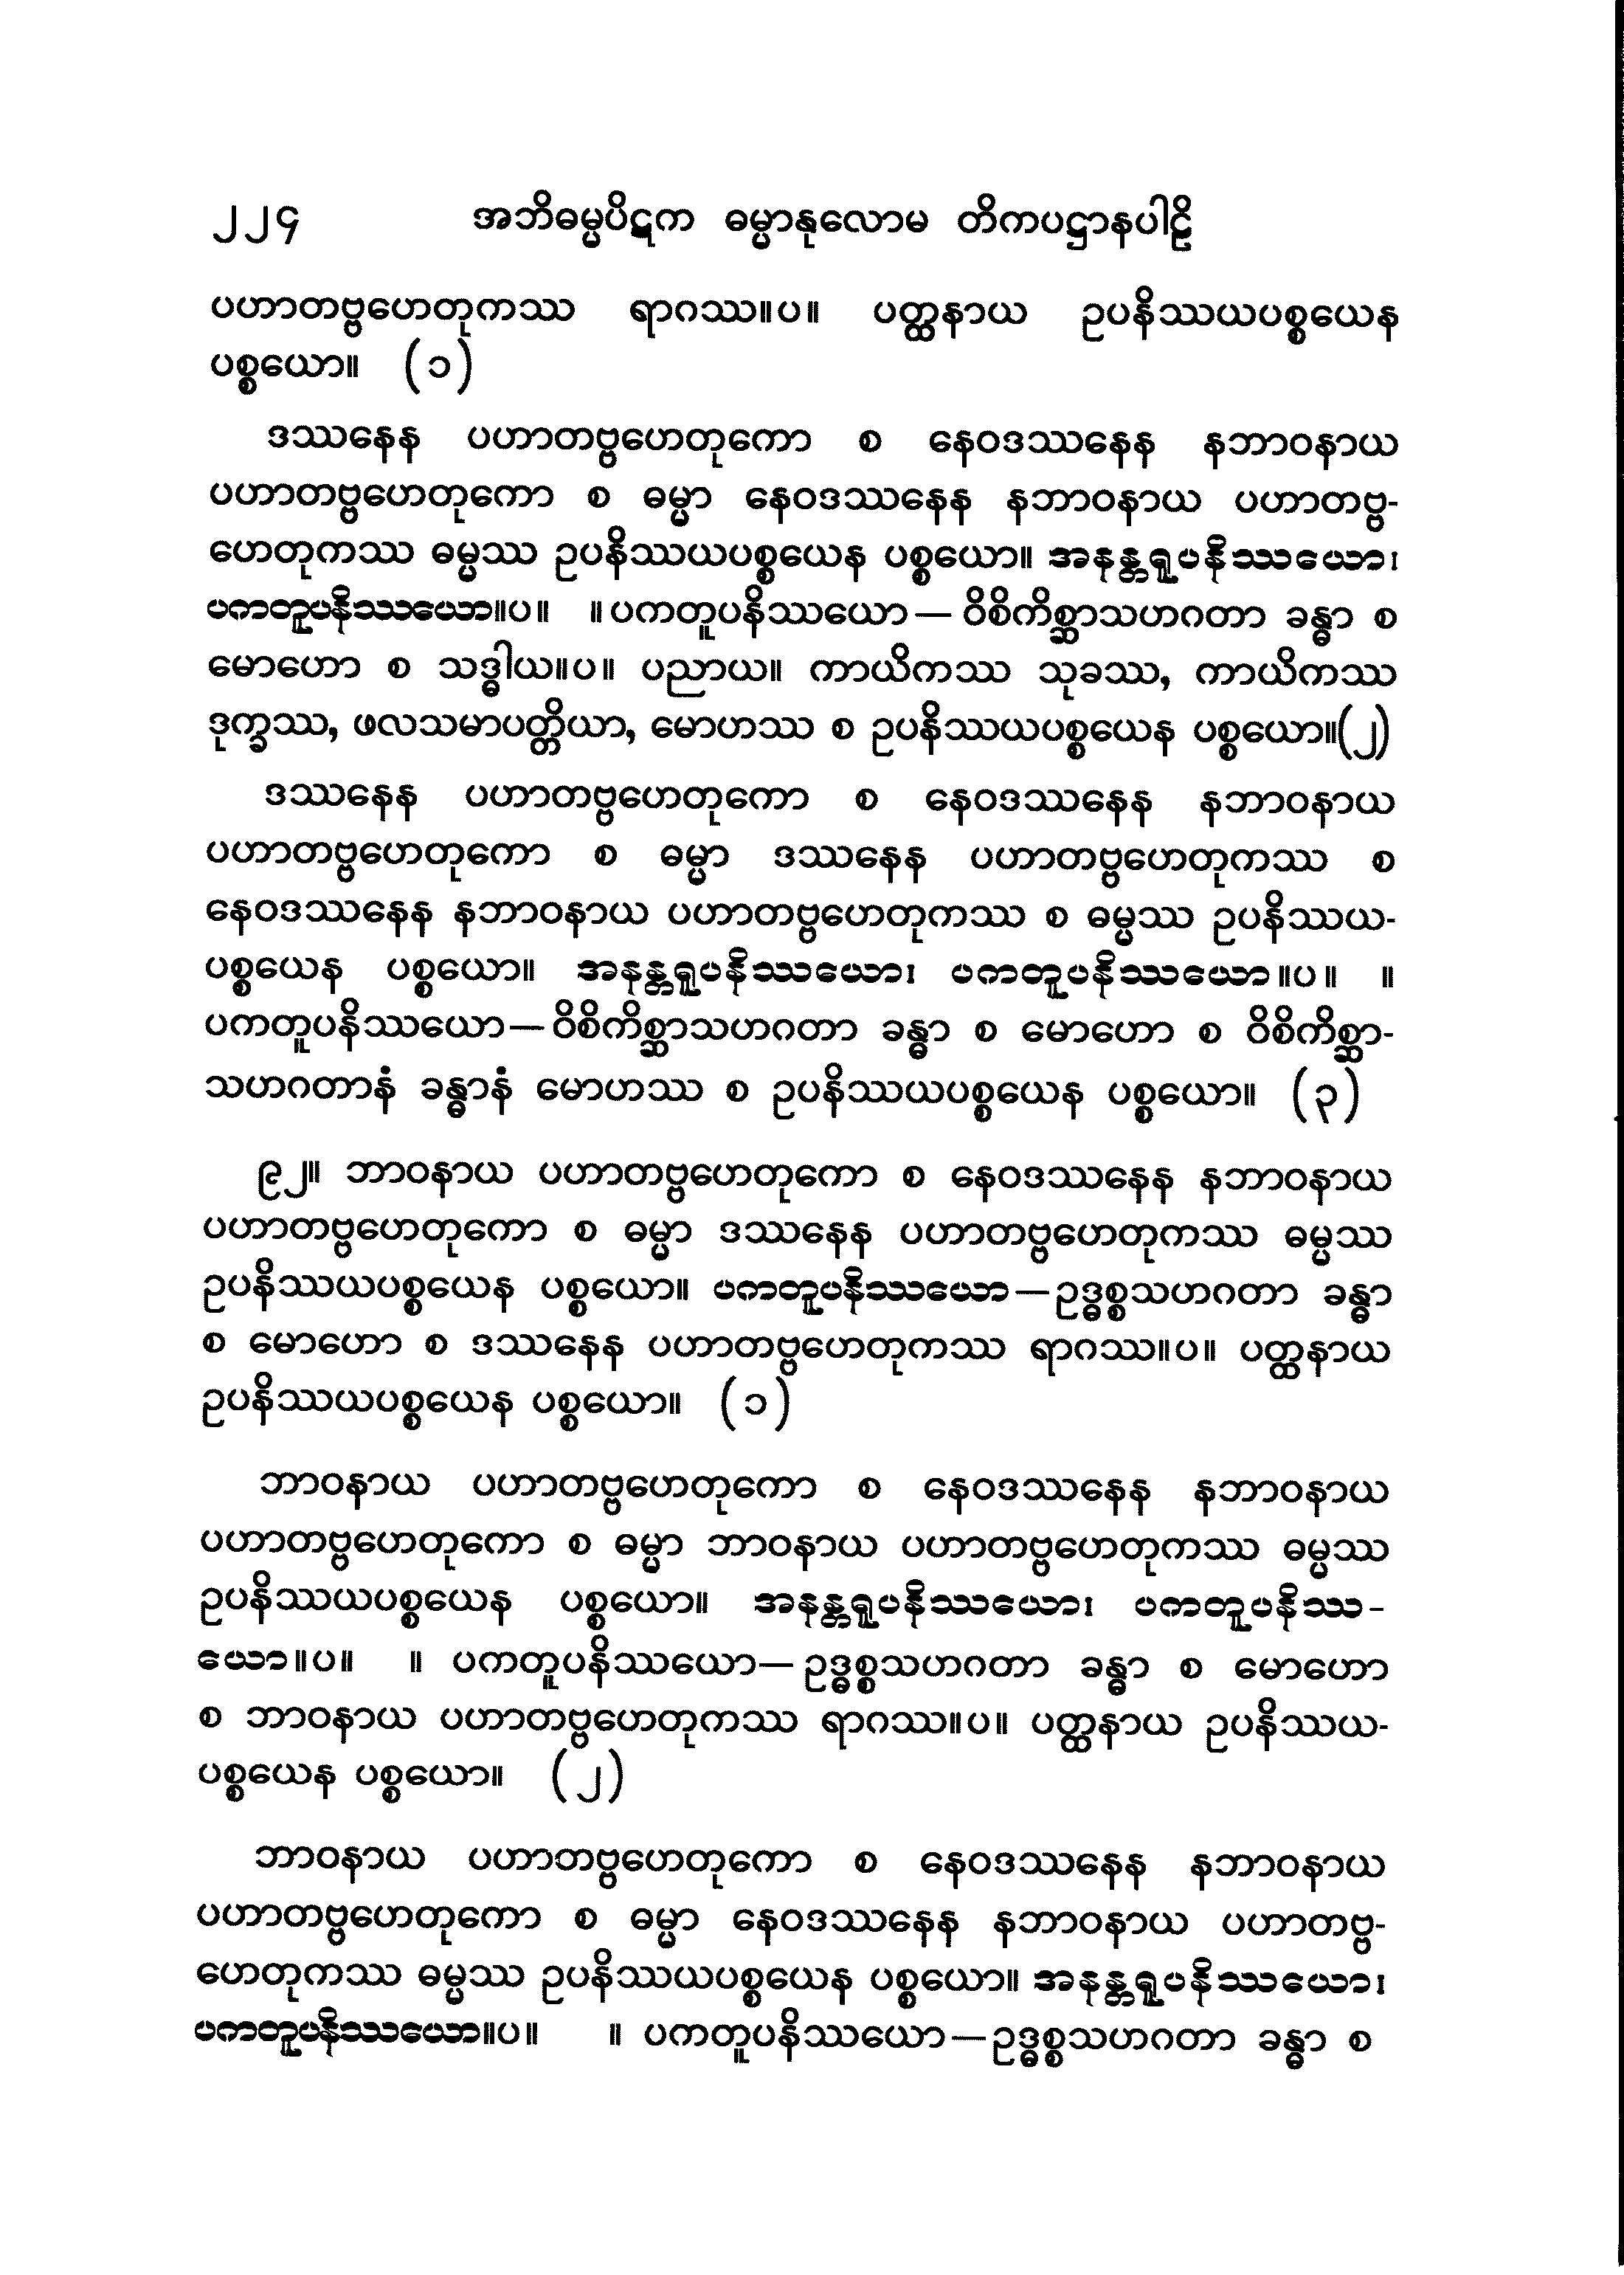 ၂၂၄ အဘိဓမ္မပိဋက ဓမ္မာနုလောမ တိကပဋ္ဌာနပါဠိ
ပဟာတဗ္ဗဟေတုကဿ ရာဂဿ။ပ။ ပတ္ထနာယ ဥပနိဿယပစ္စယေန
ပစ္စယော။ (၁)
ဒဿနေန ပဟာတဗ္ဗဟေတုကော စ နေဝဒဿနေန နဘာဝနာယ
ပဟာတဗ္ဗဟေတုကော စ ဓမ္မာ နေဝဒဿနေန နဘာဝနာယ ပဟာတဗ္ဗ-
ဟေတုကဿ ဓမ္မဿ ဥပနိဿယပစ္စယေန ပစ္စယော။ အနန္တရူပနိဿယော၊
ပကတူပနိဿယော။ပ။ ။ပကတူပနိဿယော—ဝိစိကိစ္ဆာသဟဂတာ ခန္ဓာ စ
မောဟော စ သဒ္ဓါယ။ပ။ ပညာယ။ ကာယိကဿ သုခဿ, ကာယိကဿ
ဒုက္ခဿ, ဖလသမာပတ္တိယာ, မောဟဿ စ ဥပနိဿယပစ္စယေန ပစ္စယော။(၂)
ဒဿနေန ပဟာတဗ္ဗဟေတုကော စ နေဝဒဿနေန နဘာဝနာယ
ပဟာတဗ္ဗဟေတုကော စ ဓမ္မာ ဒဿနေန ပဟာတဗ္ဗဟေတုကဿ စ
နေဝဒဿနေန နဘာဝနာယ ပဟာတဗ္ဗဟေတုကဿ စ ဓမ္မဿ ဥပနိဿယ-
ပစ္စယေန ပစ္စယော။ အနန္တရူပနိဿယော၊ ပကတူပနိဿယော။ပ။ ။
ပကတူပနိဿယော—ဝိစိကိစ္ဆာသဟဂတာ ခန္ဓာ စ မောဟော စ ဝိစိကိစ္ဆာ-
သဟဂတာနံ ခန္ဓာနံ မောဟဿ စ ဥပနိဿယပစ္စယေန ပစ္စယော။ (၃)
၉၂။ ဘာဝနာယ ပဟာတဗ္ဗဟေတုကော စ နေဝဒဿနေန နဘာဝနာယ
ပဟာတဗ္ဗဟေတုကော စ ဓမ္မာ ဒဿနေန ပဟာတဗ္ဗဟေတုကဿ ဓမ္မဿ
ဥပနိဿယပစ္စယေန ပစ္စယော။ ပကတူပနိဿယော—ဥဒ္ဓစ္စသဟဂတာ ခန္ဓာ
စ မောဟော စ ဒဿနေန ပဟာတဗ္ဗဟေတုကဿ ရာဂဿ။ပ။ ပတ္ထနာယ
ဥပနိဿယပစ္စယေန ပစ္စယော။ (၁)
ဘာဝနာယ ပဟာတဗ္ဗဟေတုကော စ နေဝဒဿနေန နဘာဝနာယ
ပဟာတဗ္ဗဟေတုကော စ ဓမ္မာ ဘာဝနာယ ပဟာတဗ္ဗဟေတုကဿ ဓမ္မဿ
ဥပနိဿယပစ္စယေန ပစ္စယော။ အနန္တရူပနိဿယော၊ ပကတူပနိဿ-
ယော။ပ။ ။ ပကတူပနိဿယော—ဥဒ္ဓစ္စသဟဂတာ ခန္ဓာ စ မောဟော
စ ဘာဝနာယ ပဟာတဗ္ဗဟေတုကဿ ရာဂဿ။ပ။ ပတ္ထနာယ ဥပနိဿယ-
ပစ္စယေန ပစ္စယော။ (၂)
ဘာဝနာယ ပဟာတဗ္ဗဟေတုကော စ နေဝဒဿနေန နဘာဝနာယ
ပဟာတဗ္ဗဟေတုကော စ ဓမ္မာ နေဝဒဿနေန နဘာဝနာယ ပဟာတဗ္ဗ-
ဟေတုကဿ ဓမ္မဿ ဥပနိဿယပစ္စယေန ပစ္စယော။ အနန္တရူပနိဿယော၊
ပကတူပနိဿယော။ပ။ ။ ပကတူပနိဿယော—ဥဒ္ဓစ္စသဟဂတာ ခန္ဓာ စ